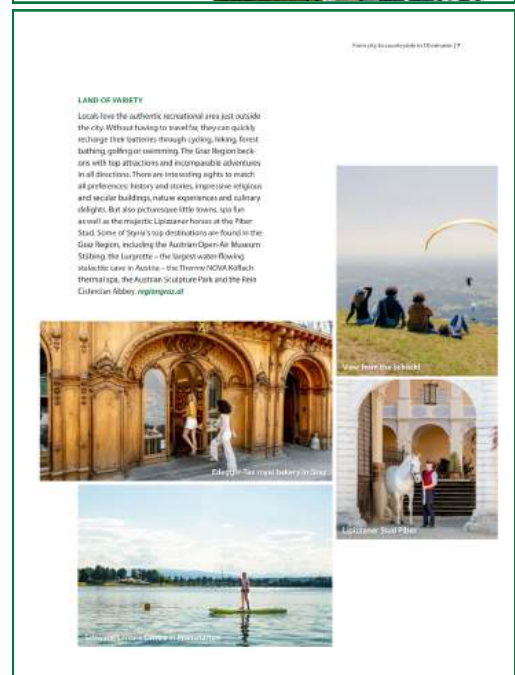 From city to countryside in 10 minutes | 7
LAND OF VARIETY
Locals love the authentic recreational area just outside
the city. Without having to travel far, they can quickly
recharge their batteries through cycling, hiking, forest
bathing, golfing or swimming. The Graz Region beck-
ons with top attractions and incomparable adventures
in all directions. There are interesting sights to match
all preferences: history and stories, impressive religious
and secular buildings, nature experiences and culinary
delights. But also picturesque little towns, spa fun
as well as the majestic Lipizzaner horses at the Piber
Stud. Some of Styria's top destinations are found in the
Graz Region, including the Austrian Open-Air Museum
Stübing, the Lurgrotte – the largest water-flowing
stalactite cave in Austria – the Therme NOVA Köflach
thermal spa, the Austrian Sculpture Park and the Rein
Cistercian Abbey. regiongraz.at
View from the Schöckl
Edegger-Tax royal bakery in Graz
Lipizzaner Stud Piber
Leisure Centre in Premstätten